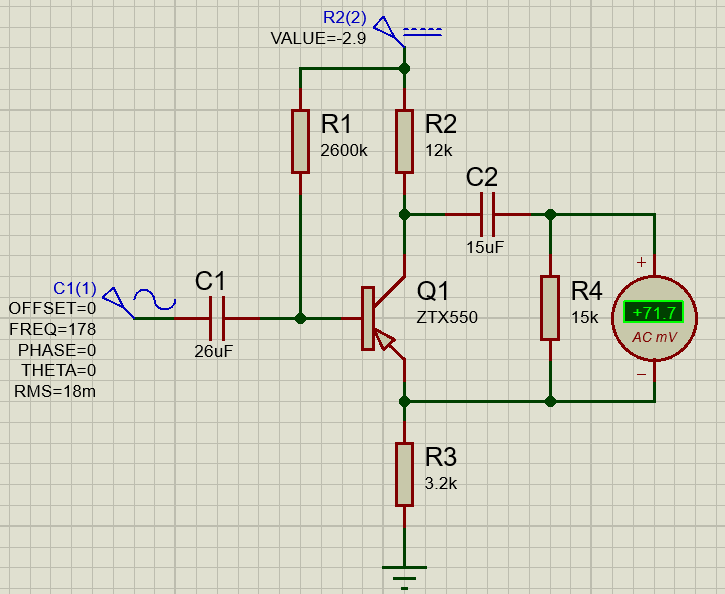 R2(2)
VALUE=-2.9
R1
2600k
R2
12k
C2
15uF
C1(1)
OFFSET=0
FREQ=178
PHASE=0
THETA=0
RMS=18m
C1
26uF
Q1
ZTX550
R4
15k
+
+71.7
AC mV
−
R3
3.2k